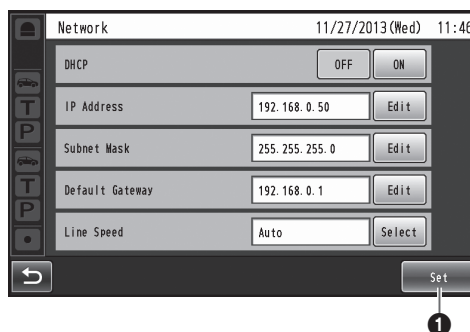 Network 11/27/2013(Wed) 11:46
DHCP OFF ON
IP Address 192.168.0.50 Edit
T
P
Subnet Mask 255.255.255.0 Edit
Default Gateway 192.168.0.1 Edit
T
P
Line Speed Auto Select
Set
1